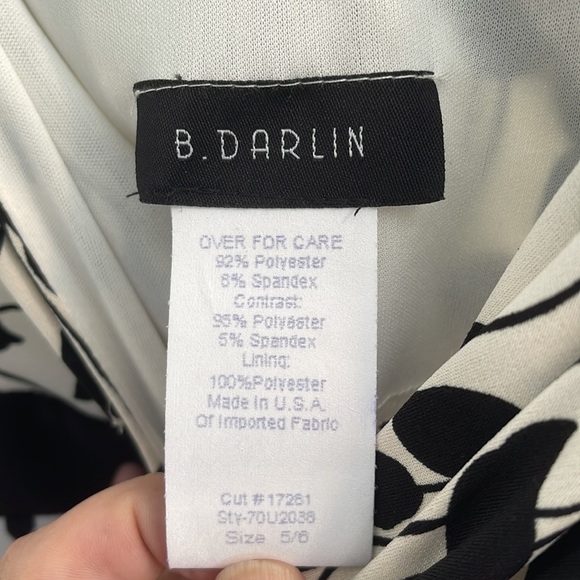 B. DARLIN
OVER FOR CARE
92% Polyester
8% Spandex
Contrast:
95% Polyester
5% Spandex
Lining:
100%Polyester
Made in U.S.A.
Of Imported Fabric
Cut # 17261
Sty-70U2038
Size 5/6